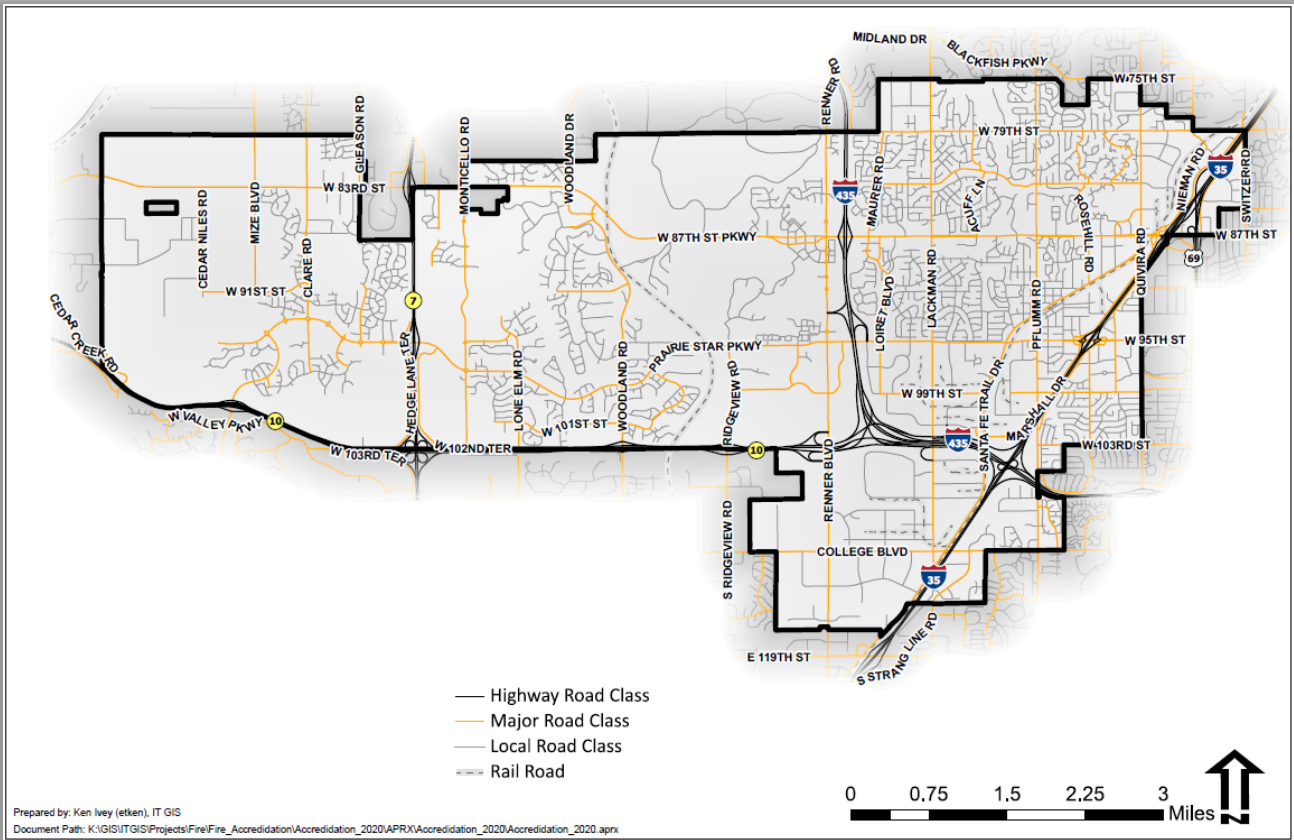 MIDLAND DR
BLACKFISH PKWY
W 75TH ST
RENNER RD
GLEASON RD
MONTICELLO RD
WOODLAND DR
W 79TH ST
NIEMAN RD
35
SWITZER RD
W 83RD ST
435
MAURER RD
ACUFF LN
ROSEHILL RD
CEDAR NILES RD
MIZE BLVD
CLARE RD
W 87TH ST PKWY
QUIVIRA RD
W 87TH ST
69
W 91ST ST
7
LOIRET BLVD
LACKMAN RD
PFLUMM RD
CEDAR CREEK RD
HEDGE LANE TER
LONE ELM RD
WOODLAND RD
PRAIRIE STAR PKWY
RIDGEVIEW RD
W 95TH ST
W 99TH ST
SANTA FE TRAIL DR
MARSHALL DR
W VALLEY PKWY
10
W 101ST ST
W 103RD TER
W 102ND TER
10
RENNER BLVD
435
W 103RD ST
S RIDGEVIEW RD
COLLEGE BLVD
35
E 119TH ST
S STRANG LINE RD
Highway Road Class
Major Road Class
Local Road Class
Rail Road
0 0.75 1.5 2.25 3
Miles
N
Prepared by: Ken Ivey (etken), IT GIS
Document Path: K:\GIS\ITGIS\Projects\Fire\Fire_Accredidation\Accredidation_2020\APRX\Accredidation_2020\Accredidation_2020.aprx